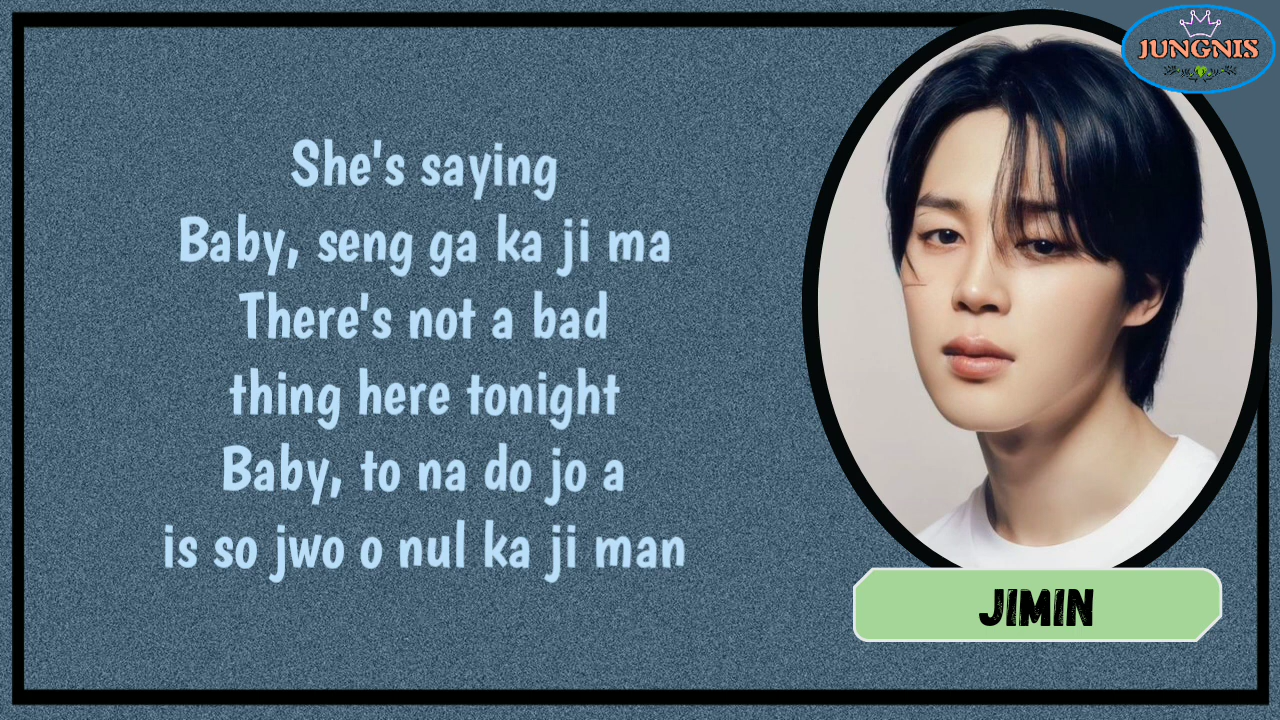 JUNGNIS
She's saying
Baby, seng ga ka ji ma
There's not a bad
thing here tonight
Baby, to na do jo a
is so jwo o nul ka ji man
JIMIN